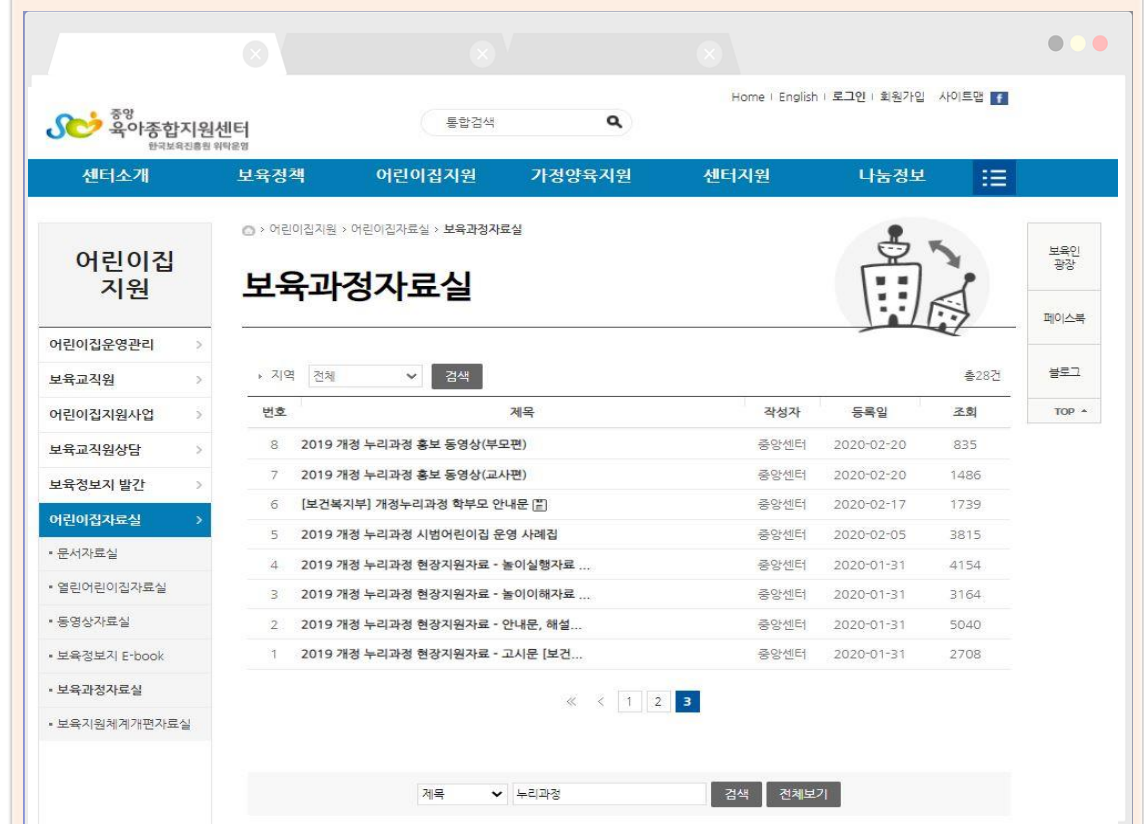 Home | English | 로그인 | 회원가입 사이트맵 f
중앙
육아종합지원센터
한국보육진흥원 위탁운영
통합검색
센터소개 보육정책 어린이집지원 가정양육지원 센터지원 나눔정보
어린이집
지원
어린이집운영관리
보육교직원
어린이집지원사업
보육교직원상담
보육정보지 발간
어린이집자료실
문서자료실
열린어린이집자료실
동영상자료실
보육정보지 E-book
보육과정자료실
보육지원체계개편자료실
> 어린이집지원 > 어린이집자료실 > 보육과정자료실
보육과정자료실
지역 전체 검색 총28건
번호 제목 작성자 등록일 조회
8 2019 개정 누리과정 홍보 동영상(부모편) 중앙센터 2020-02-20 835
7 2019 개정 누리과정 홍보 동영상(교사편) 중앙센터 2020-02-20 1486
6 [보건복지부] 개정누리과정 학부모 안내문 중앙센터 2020-02-17 1739
5 2019 개정 누리과정 시범어린이집 운영 사례집 중앙센터 2020-02-05 3815
4 2019 개정 누리과정 현장지원자료 - 놀이실행자료 ... 중앙센터 2020-01-31 4154
3 2019 개정 누리과정 현장지원자료 - 놀이이해자료 ... 중앙센터 2020-01-31 3164
2 2019 개정 누리과정 현장지원자료 - 안내문, 해설... 중앙센터 2020-01-31 5040
1 2019 개정 누리과정 현장지원자료 - 고시문 [보건... 중앙센터 2020-01-31 2708
« < 1 2 3
제목 누리과정 검색 전체보기
보육인
광장
페이스북
블로그
TOP